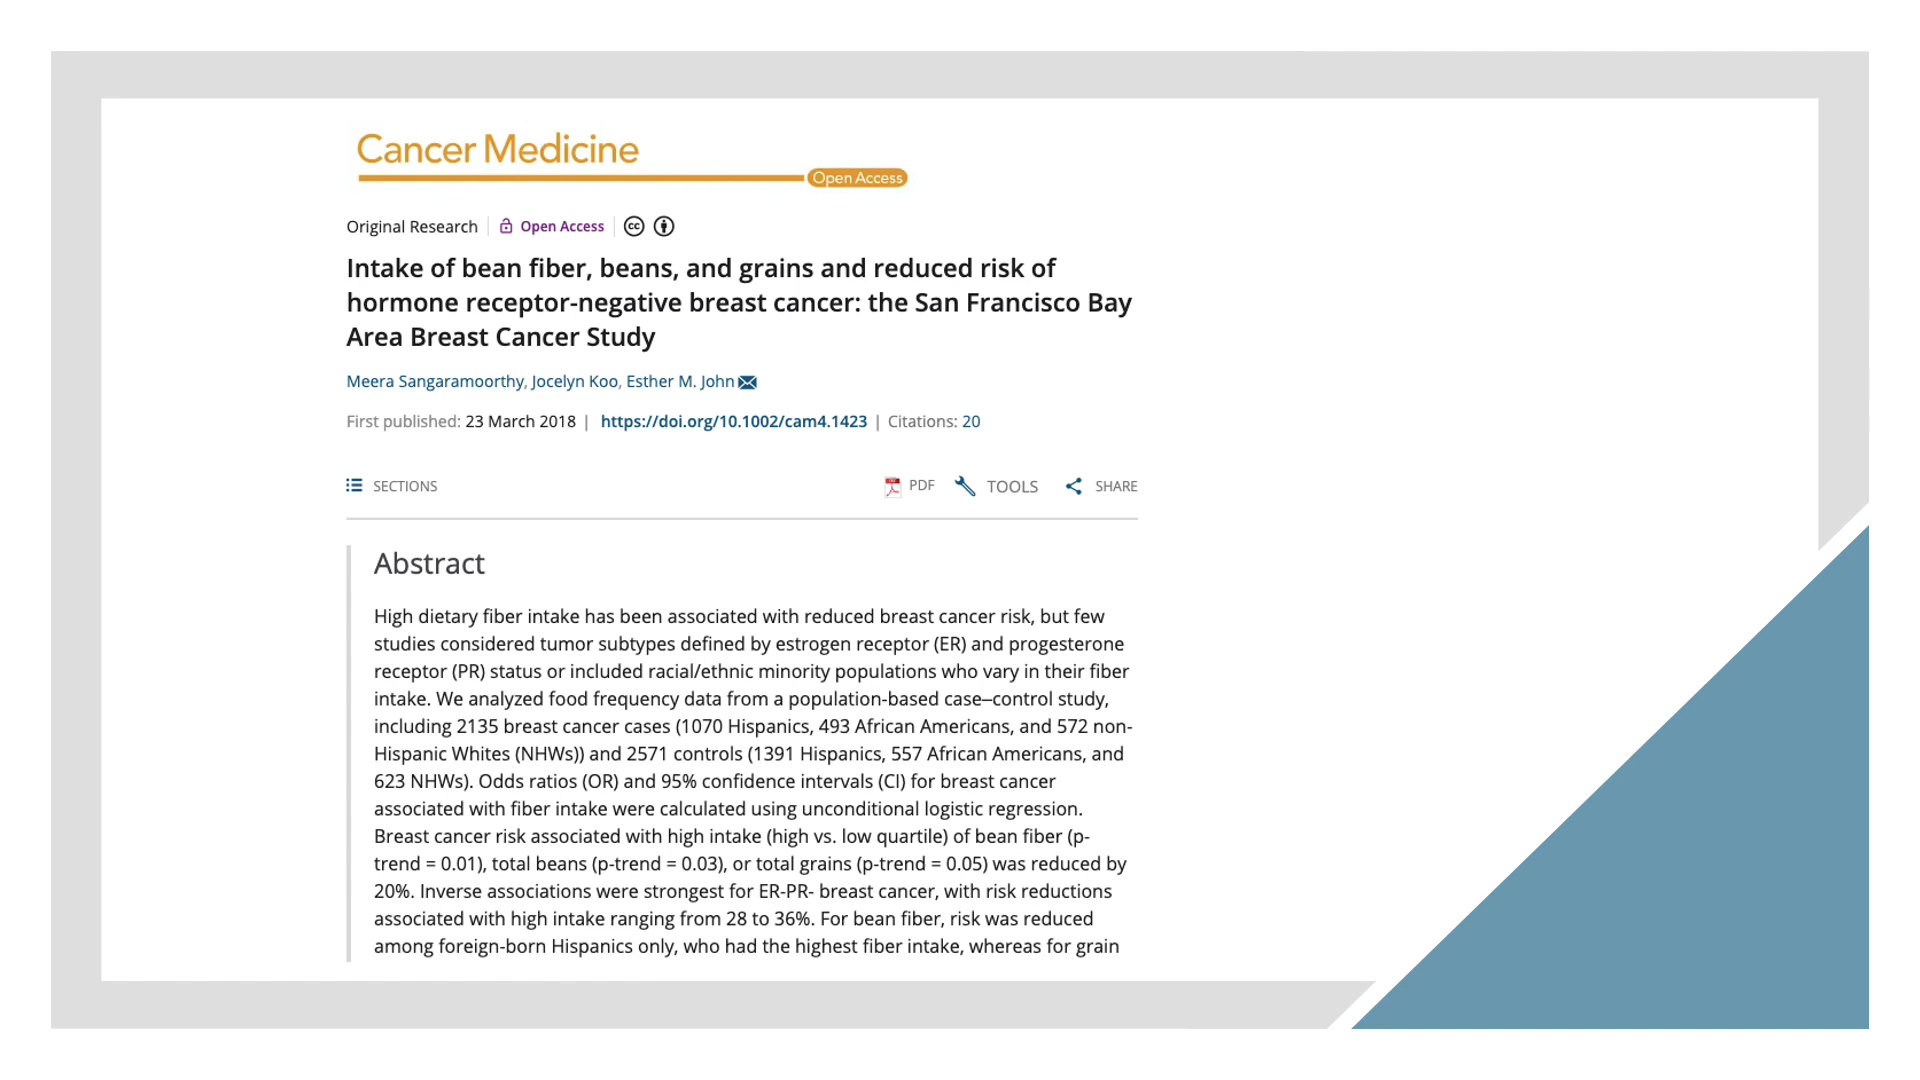 Cancer Medicine
Open Access
Original Research | Open Access
Intake of bean fiber, beans, and grains and reduced risk of
hormone receptor-negative breast cancer: the San Francisco Bay
Area Breast Cancer Study
Meera Sangaramoorthy, Jocelyn Koo, Esther M. John
First published: 23 March 2018 | https://doi.org/10.1002/cam4.1423 | Citations: 20
SECTIONS PDF TOOLS SHARE
Abstract
High dietary fiber intake has been associated with reduced breast cancer risk, but few
studies considered tumor subtypes defined by estrogen receptor (ER) and progesterone
receptor (PR) status or included racial/ethnic minority populations who vary in their fiber
intake. We analyzed food frequency data from a population-based case–control study,
including 2135 breast cancer cases (1070 Hispanics, 493 African Americans, and 572 non-
Hispanic Whites (NHWs)) and 2571 controls (1391 Hispanics, 557 African Americans, and
623 NHWs). Odds ratios (OR) and 95% confidence intervals (CI) for breast cancer
associated with fiber intake were calculated using unconditional logistic regression.
Breast cancer risk associated with high intake (high vs. low quartile) of bean fiber (p-
trend = 0.01), total beans (p-trend = 0.03), or total grains (p-trend = 0.05) was reduced by
20%. Inverse associations were strongest for ER-PR- breast cancer, with risk reductions
associated with high intake ranging from 28 to 36%. For bean fiber, risk was reduced
among foreign-born Hispanics only, who had the highest fiber intake, whereas for grain